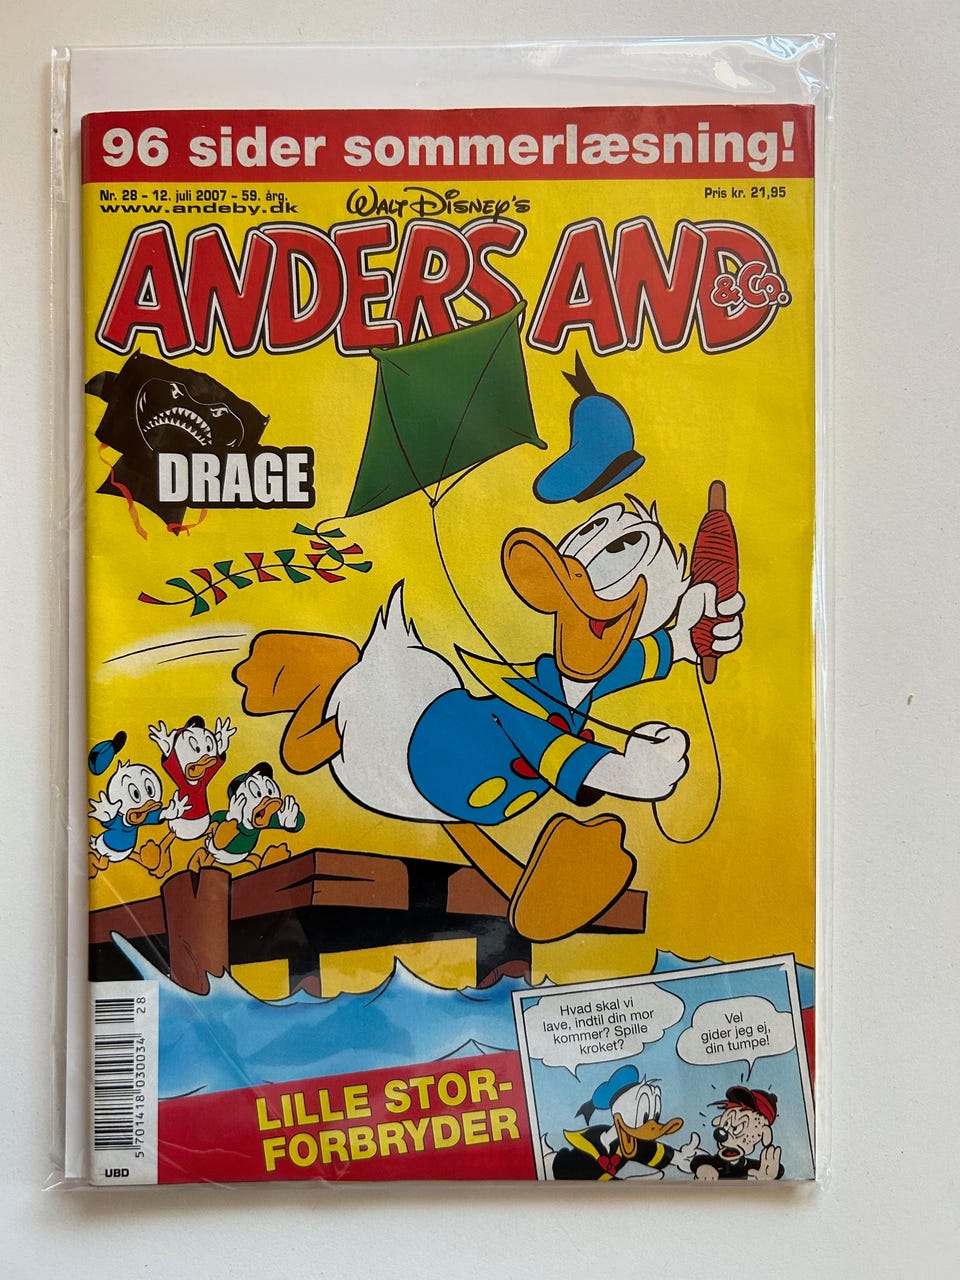 96 sider sommerlæsning!
Nr. 28 - 12. juli 2007 - 59. årg.
www.andeby.dk
Pris kr. 21,95
Walt Disney's
ANDERS AND
& Co.
DRAGE
Hvad skal vi
lave, indtil din mor
kommer? Spille
kroket?
Vel
gider jeg ej,
din tumpe!
LILLE STOR-
FORBRYDER
28
5701418030034
UBD